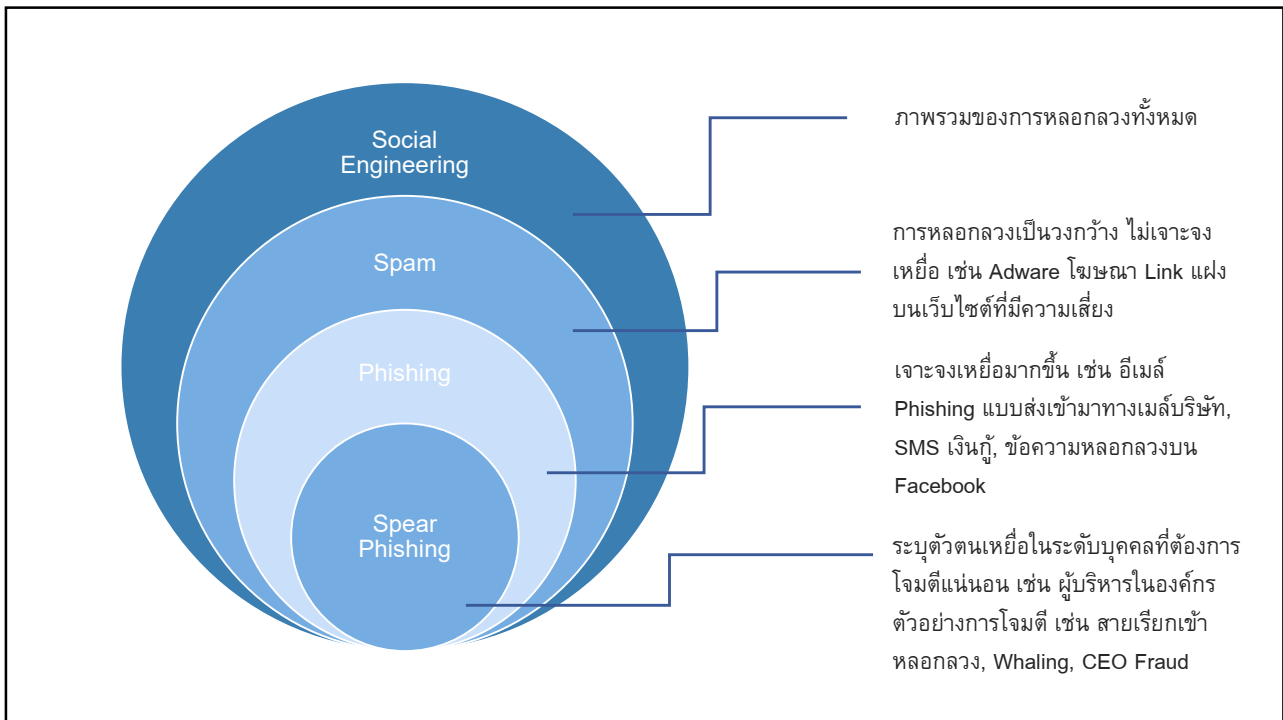 Social
Engineering
Spam
Phishing
Spear
Phishing
ภาพรวมของการหลอกลวงทั้งหมด
การหลอกลวงเป็นวงกว้าง ไม่เจาะจง
เหยื่อ เช่น Adware โฆษณา Link แฝง
บนเว็บไซต์ที่มีความเสี่ยง
เจาะจงเหยื่อมากขึ้น เช่น อีเมล์
Phishing แบบส่งเข้ามาทางเมล์บริษัท,
SMS เงินกู้, ข้อความหลอกลวงบน
Facebook
ระบุตัวตนเหยื่อในระดับบุคคลที่ต้องการ
โจมตีแน่นอน เช่น ผู้บริหารในองค์กร
ตัวอย่างการโจมตี เช่น สายเรียกเข้า
หลอกลวง, Whaling, CEO Fraud